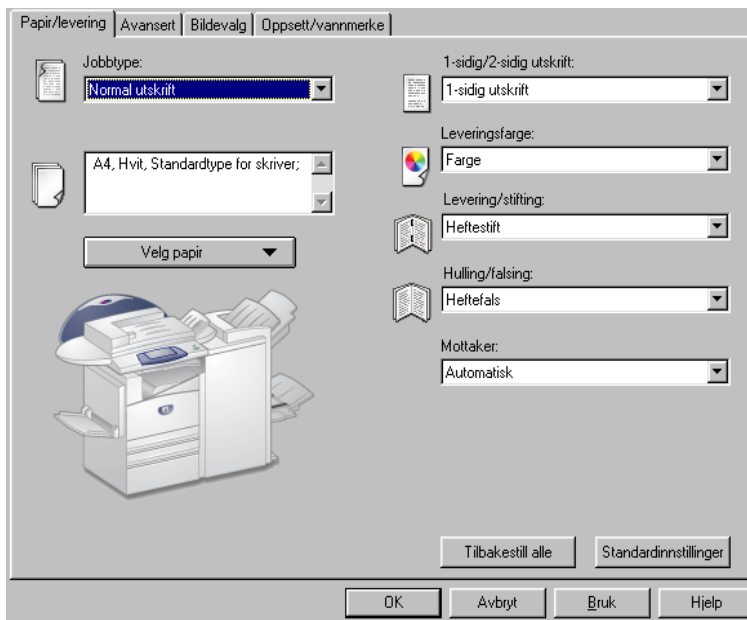 Papir/levering Avansert Bildevalg Oppsett/vannmerke
Jobbtype:
Normal utskrift
A4, Hvit, Standardtype for skriver;
Velg papir
1-sidig/2-sidig utskrift:
1-sidig utskrift
Leveringsfarge:
Farge
Levering/stifting:
Heftestift
Hulling/falsing:
Heftefals
Mottaker:
Automatisk
Tilbakestill alle Standardinnstillinger
OK Avbryt Bruk Hjelp